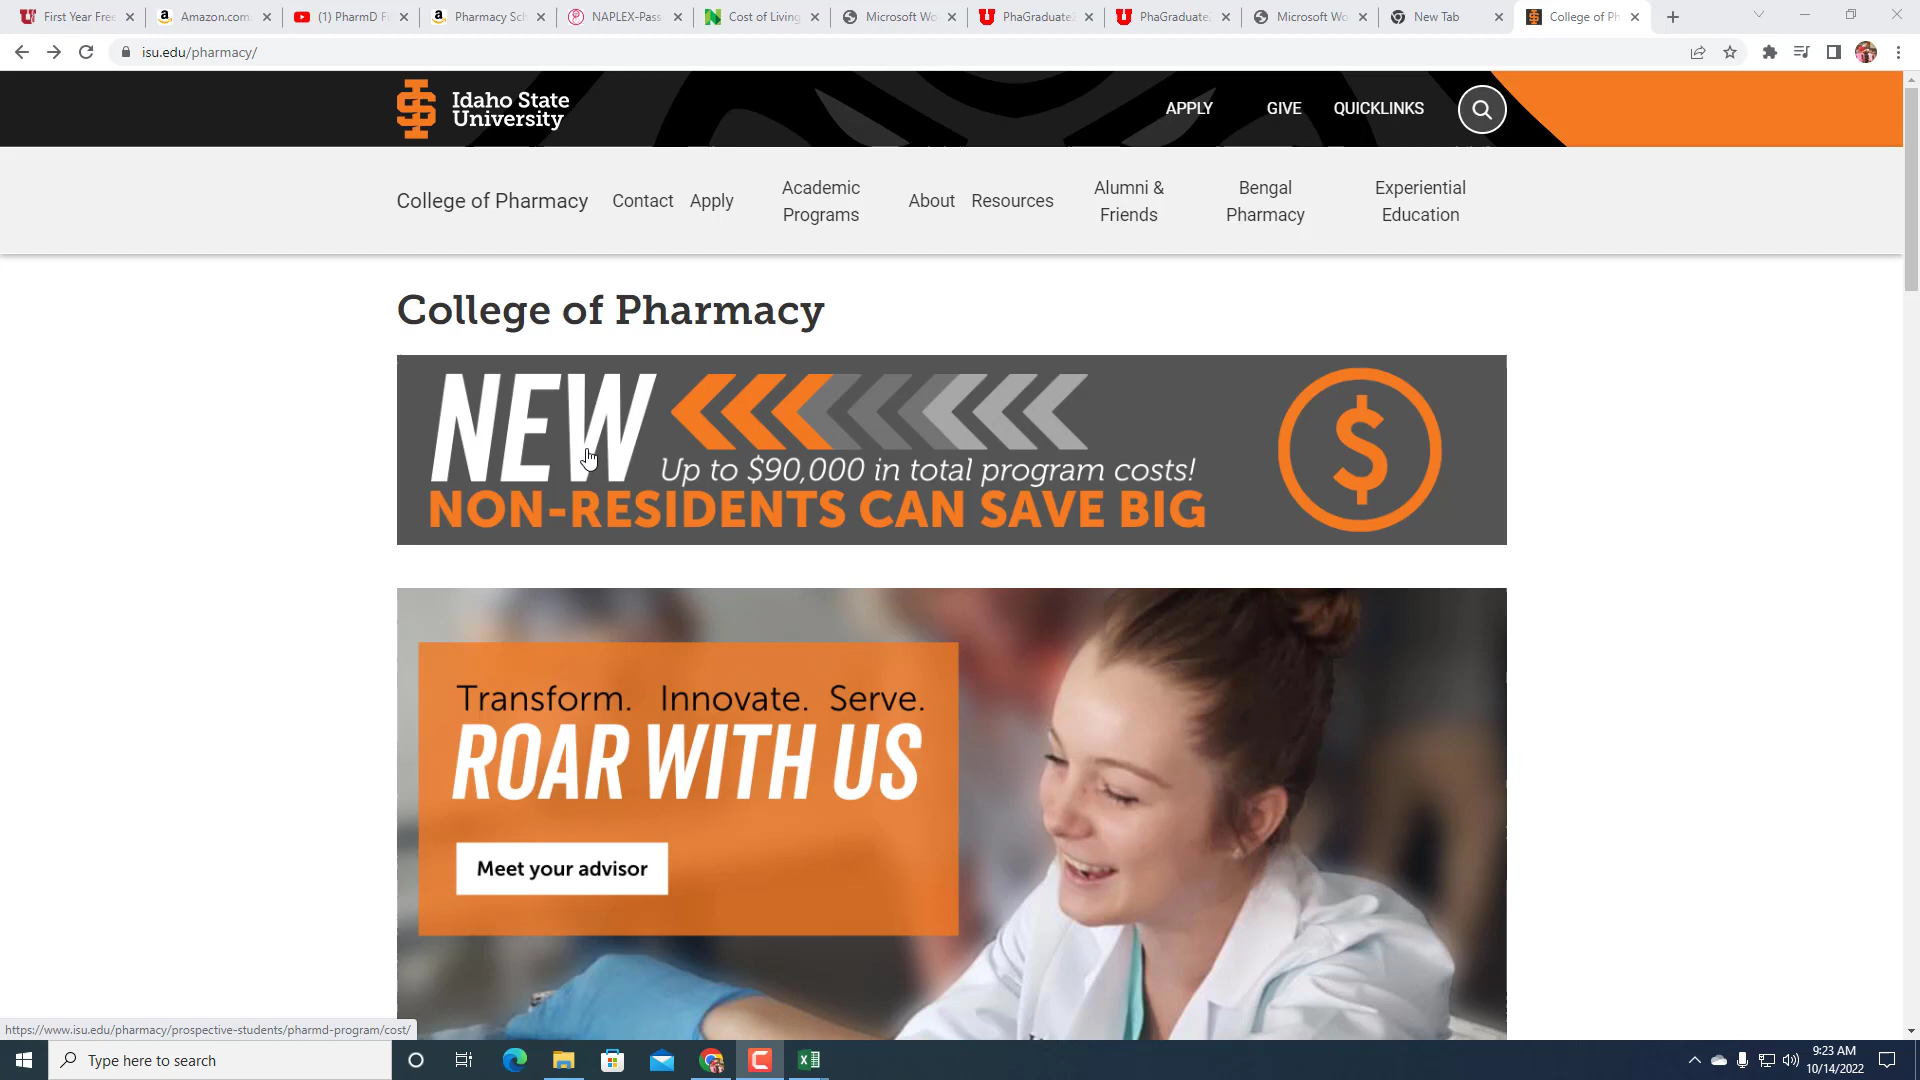 First Year Free
Amazon.com
(1) PharmD Fi
Pharmacy Sch
NAPLEX-Pass
Cost of Living
Microsoft Wo
PhaGraduate
PhaGraduate
Microsoft Wo
New Tab
College of Ph
isu.edu/pharmacy/
Idaho State
University
APPLY
GIVE
QUICKLINKS
College of Pharmacy
Contact
Apply
Academic
Programs
About
Resources
Alumni &
Friends
Bengal
Pharmacy
Experiential
Education
College of Pharmacy
NEW
Up to $90,000 in total program costs!
$
NON-RESIDENTS CAN SAVE BIG
Transform. Innovate. Serve.
ROAR WITH US
Meet your advisor
https://www.isu.edu/pharmacy/prospective-students/pharmd-program/cost/
Type here to search
9:23 AM
10/14/2022